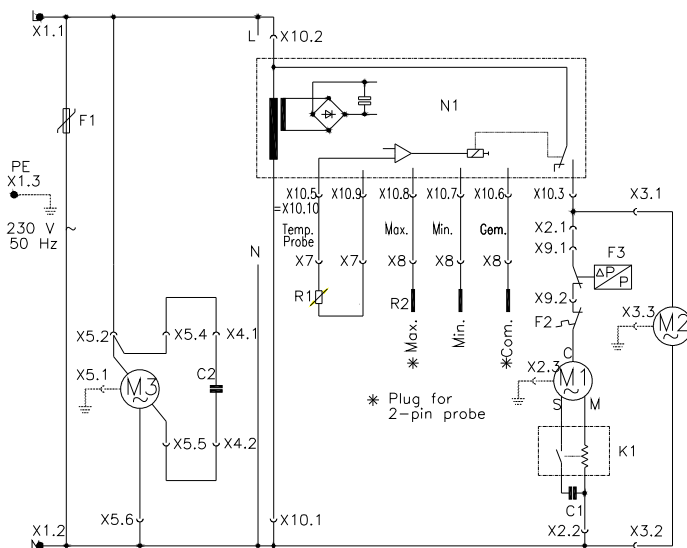 L
X1.1
L
X10.2
N1
F1
PE
X1.3
230 V
50 Hz
~
X10.5
=X10.10
X10.9
X10.8
X10.7
X10.6
X10.3
X3.1
Temp.
Probe
Max.
Min.
Com.
X2.1
X9.1
F3
ΔP
P
N
X7
X7
X8
X8
X8
R1
R2
X9.2
X3.3
M2
~
F2
Max.
Min.
Com.
* Plug for
2-pin probe
X5.2
X5.4
X4.1
X5.1
M3
~
C2
C
X2.3
M1
~
S
M
X5.5
X4.2
K1
C1
X1.2
N
X5.6
X10.1
X2.2
X3.2